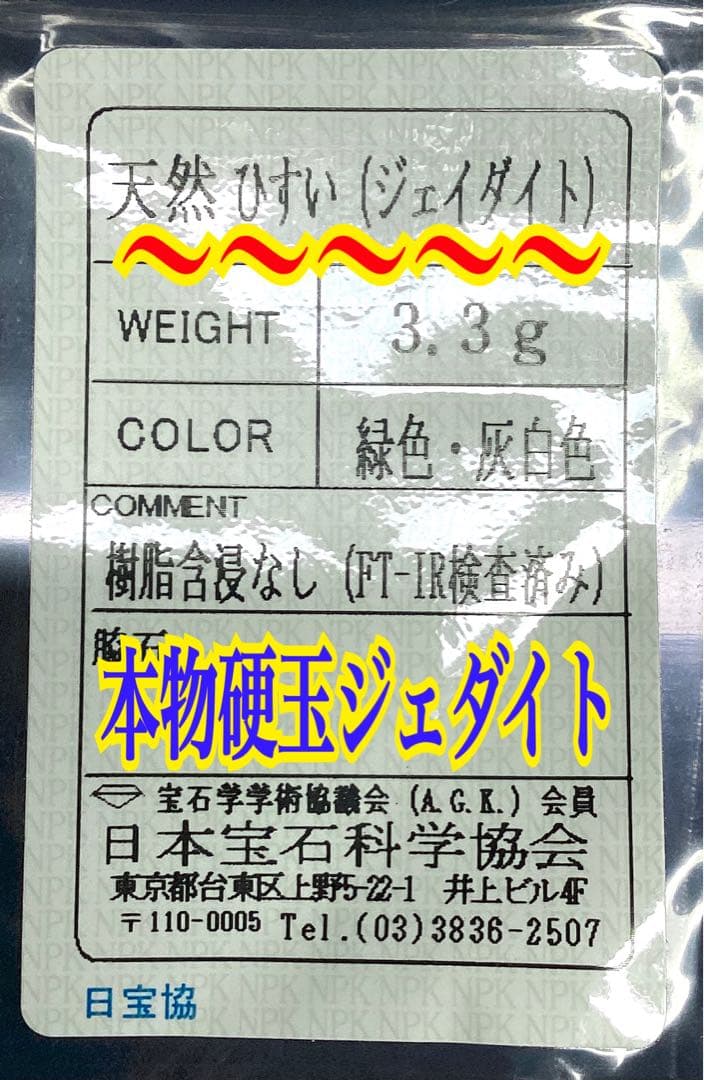 天然 ひすい (ジェイダイト)
WEIGHT 3.3g
COLOR 緑色・灰白色
COMMENT
樹脂含浸なし (FT-IR検査済み)
本物硬玉ジェダイト
宝石学学術協議会 (A.G.K.) 会員
日本宝石科学協会
東京都台東区上野5-22-1 井上ビル4F
〒110-0005 Tel.(03)3836-2507
日宝協
NPK